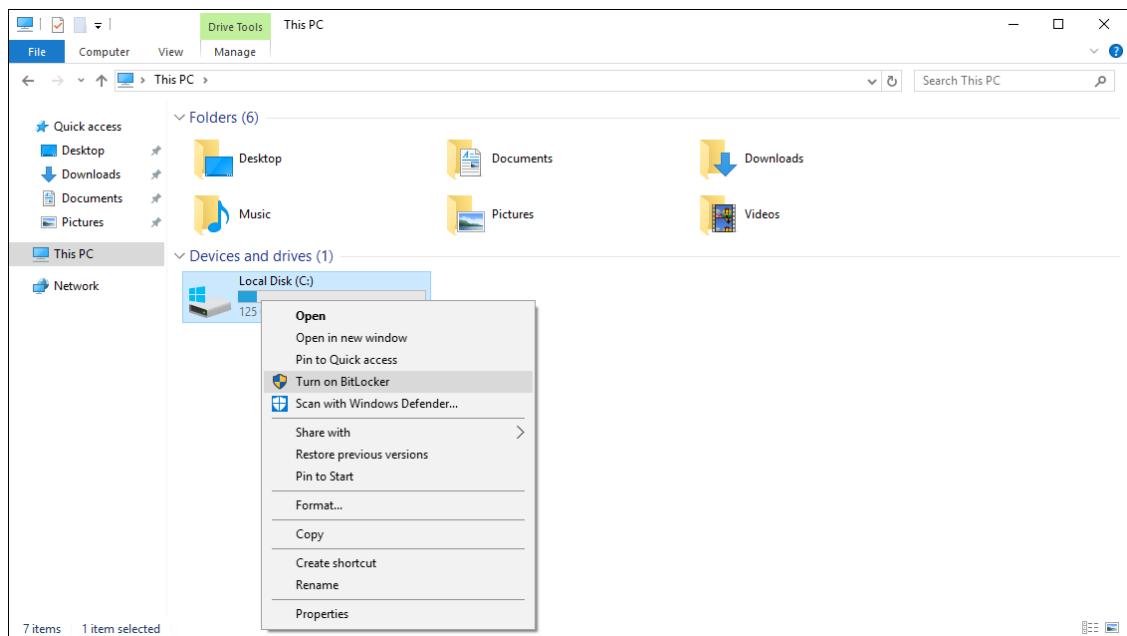 Drive Tools This PC
File Computer View Manage
This PC
Search This PC
Quick access
Desktop
Downloads
Documents
Pictures
This PC
Network
Folders (6)
Desktop Documents Downloads
Music Pictures Videos
Devices and drives (1)
Local Disk (C:)
125
Open
Open in new window
Pin to Quick access
Turn on BitLocker
Scan with Windows Defender...
Share with
Restore previous versions
Pin to Start
Format...
Copy
Create shortcut
Rename
Properties
7 items 1 item selected